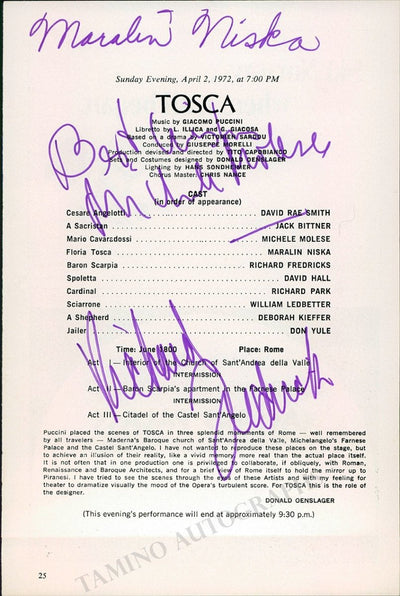 Maralin Niska
Sunday Evening, April 2, 1972, at 7:00 PM
TOSCA
Music by GIACOMO PUCCINI
Libretto by L. ILLICA and G. GIACOSA
Based on a drama by VICTORIEN SARDOU
Conducted by GIUSEPPE MORELLI
Production devised and directed by TITO CAPOBIANCO
Sets and Costumes designed by DONALD OENSLAGER
Lighting by HANS SONDHEIMER
Chorus Master: CHRIS NANCE
Best
Michele Molese
CAST
(in order of appearance)
Cesare Angelotti DAVID RAE SMITH
A Sacristan JACK BITTNER
Mario Cavardossi MICHELE MOLESE
Floria Tosca MARALIN NISKA
Baron Scarpia RICHARD FREDRICKS
Spoletta DAVID HALL
Cardinal RICHARD PARK
Sciarrone WILLIAM LEDBETTER
A Shepherd DEBORAH KIEFFER
Jailer DON YULE
Time: June 1800 Place: Rome
Act I — Interior of the Church of Sant'Andrea della Valle
INTERMISSION
Act II — Baron Scarpia's apartment in the Farnese Palace
INTERMISSION
Act III — Citadel of the Castel Sant'Angelo
Richard
Fredricks
Puccini placed the scenes of TOSCA in three splendid monuments of Rome — well remembered
by all travelers — Maderna's Baroque church of Sant'Andrea della Valle, Michelangelo's Farnese
Palace and the Castel Sant'Angelo. I have not wanted to reproduce these places on the stage, but
to achieve an illusion of their reality, like a vivid memory more real than the actual place itself.
It is not often that in one production one is privileged to collaborate, if obliquely, with Roman,
Renaissance and Baroque Architects, and for a brief view of Rome itself to hold the mirror up to
Piranesi. I have tried to see the scenes through the eyes of these Artists and with my feeling for
theater to dramatize visually the mood of the Opera's turbulent score. For TOSCA this is the role of
the designer.
DONALD OENSLAGER
(This evening's performance will end at approximately 9:30 p.m.)
25
TAMINO AUTOGRAPHS